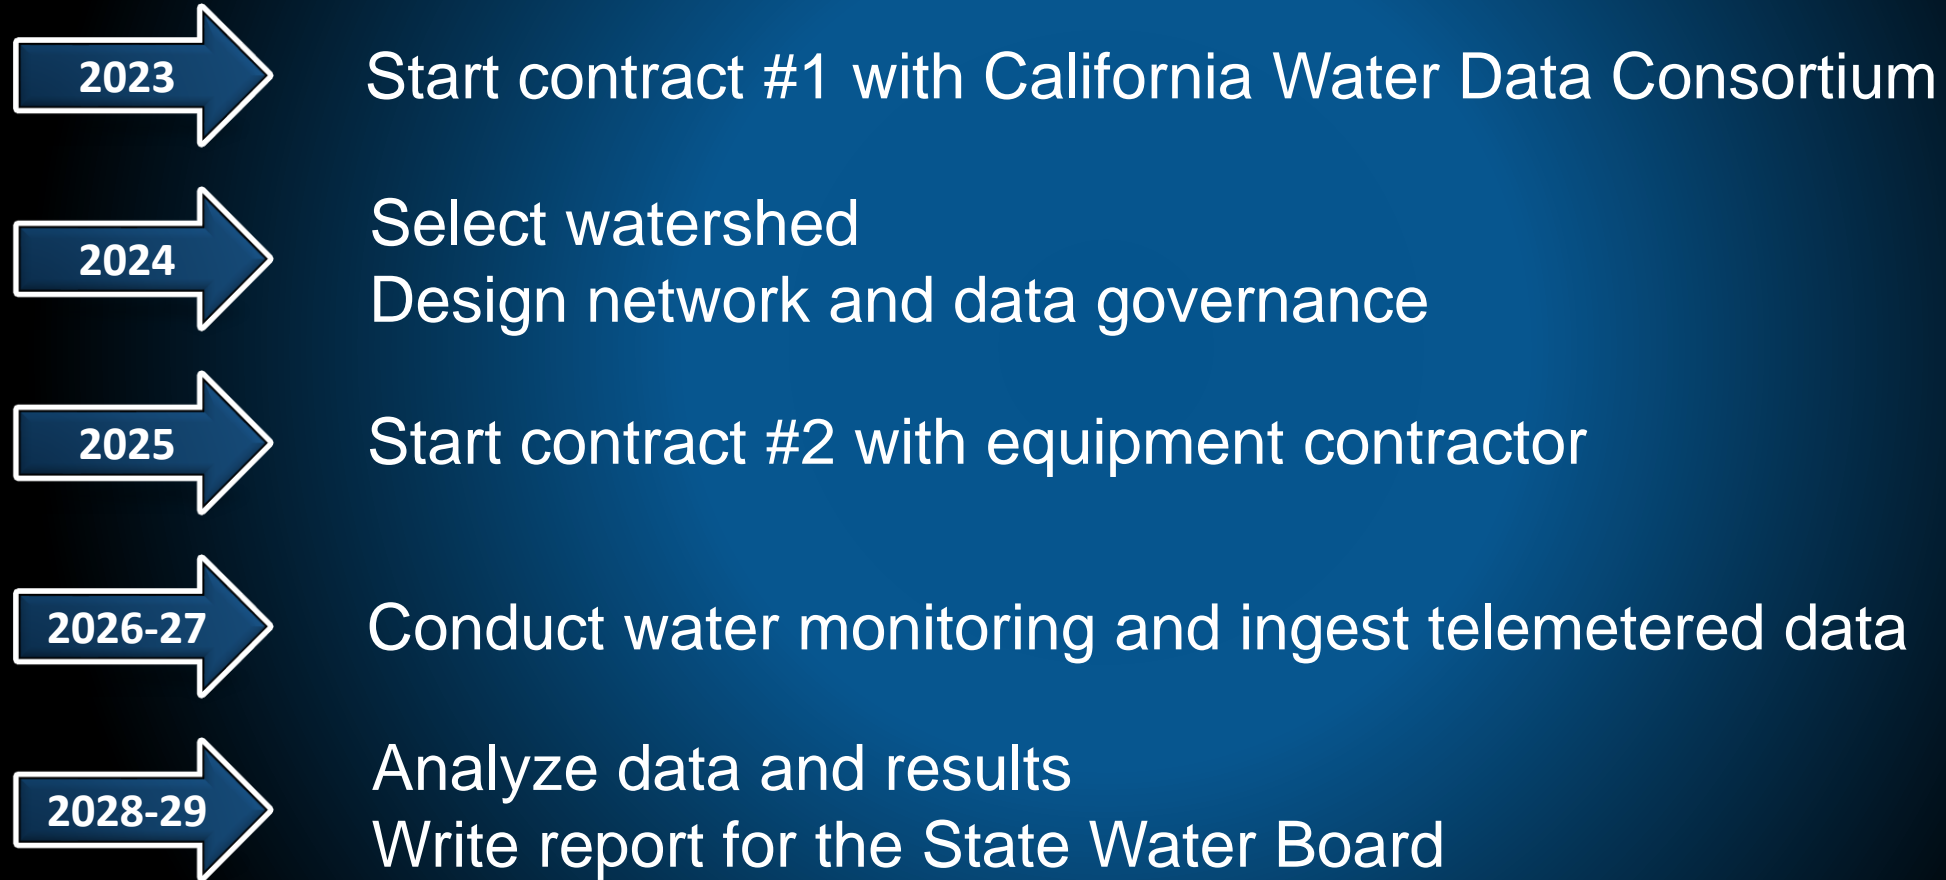 2023
Start contract #1 with California Water Data Consortium
2024
Select watershed
Design network and data governance
2025
Start contract #2 with equipment contractor
2026-27
Conduct water monitoring and ingest telemetered data
2028-29
Analyze data and results
Write report for the State Water Board